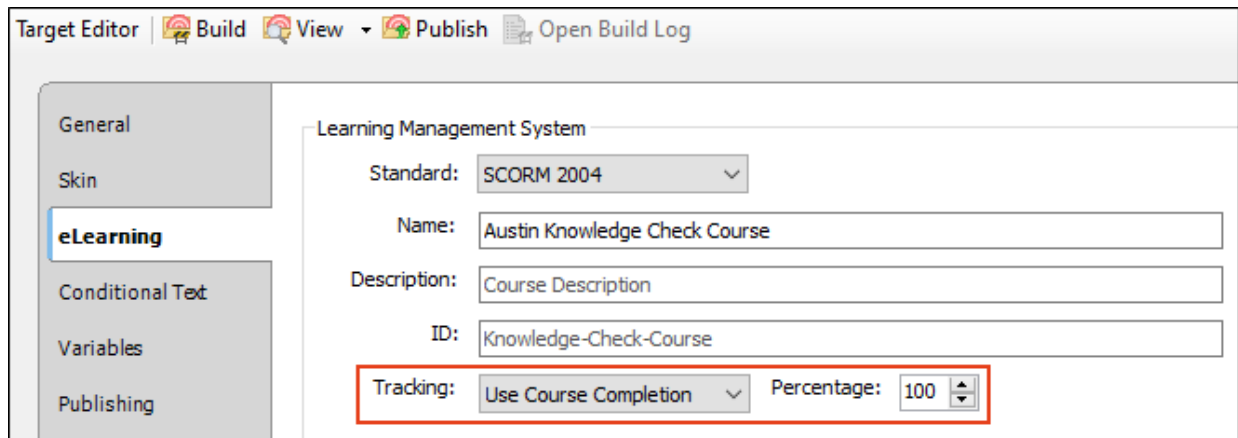 Target Editor Build View Publish Open Build Log
General
Skin
eLearning
Conditional Text
Variables
Publishing
Learning Management System
Standard: SCORM 2004
Name: Austin Knowledge Check Course
Description: Course Description
ID: Knowledge-Check-Course
Tracking: Use Course Completion Percentage: 100